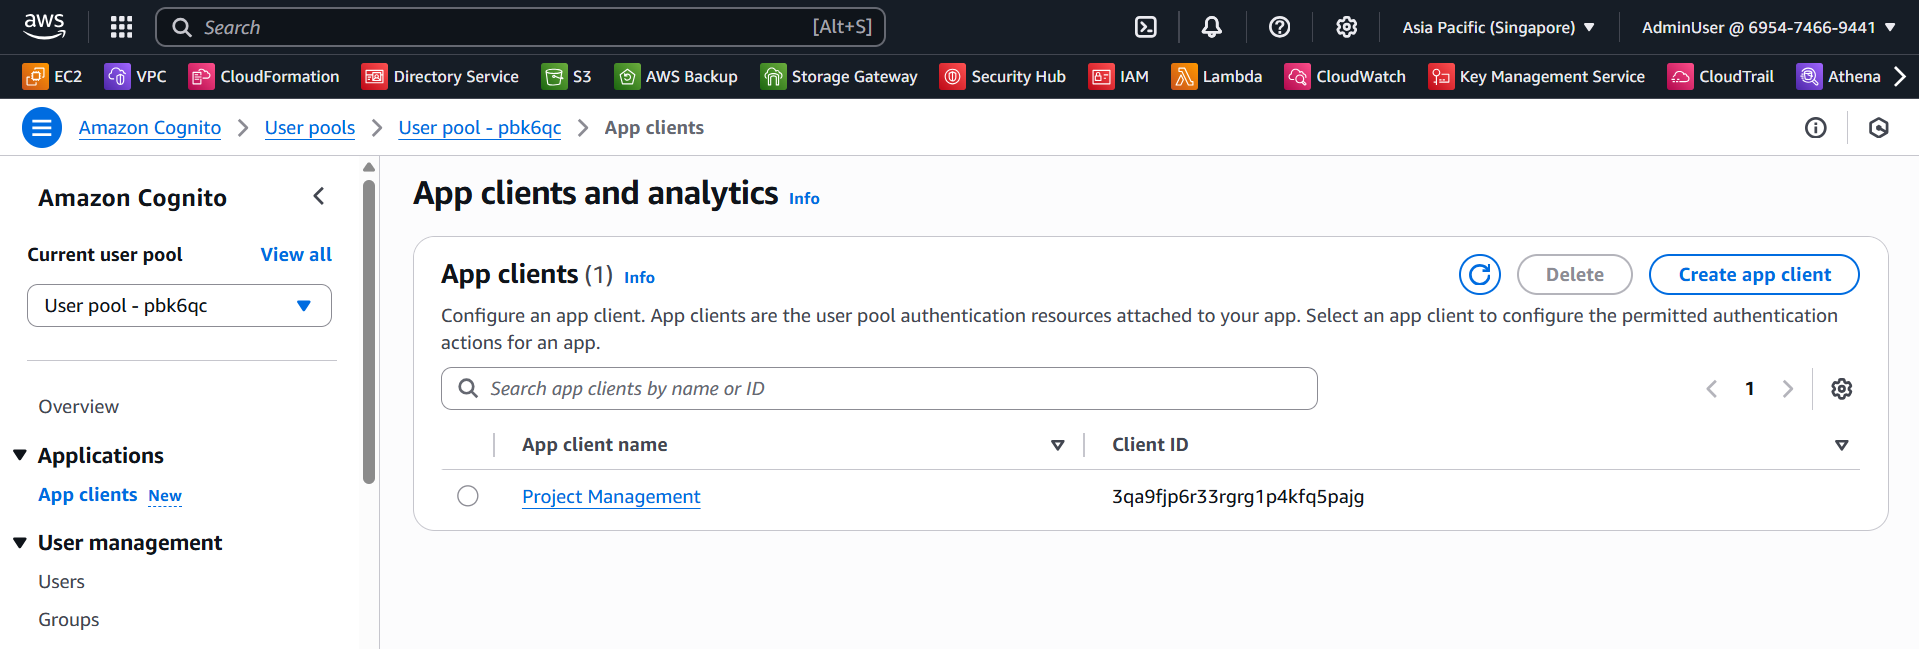 aws
Search [Alt+S]
Asia Pacific (Singapore)
AdminUser @ 6954-7466-9441
EC2 VPC CloudFormation Directory Service S3 AWS Backup Storage Gateway Security Hub IAM Lambda CloudWatch Key Management Service CloudTrail Athena
Amazon Cognito User pools User pool - pbk6qc App clients
Amazon Cognito
Current user pool View all
User pool - pbk6qc
Overview
Applications
App clients New
User management
Users
Groups
App clients and analytics Info
App clients (1) Info
Delete
Create app client
Configure an app client. App clients are the user pool authentication resources attached to your app. Select an app client to configure the permitted authentication
actions for an app.
Search app clients by name or ID
1
App client name Client ID
Project Management 3qa9fjp6r33rgrg1p4kfq5pajg